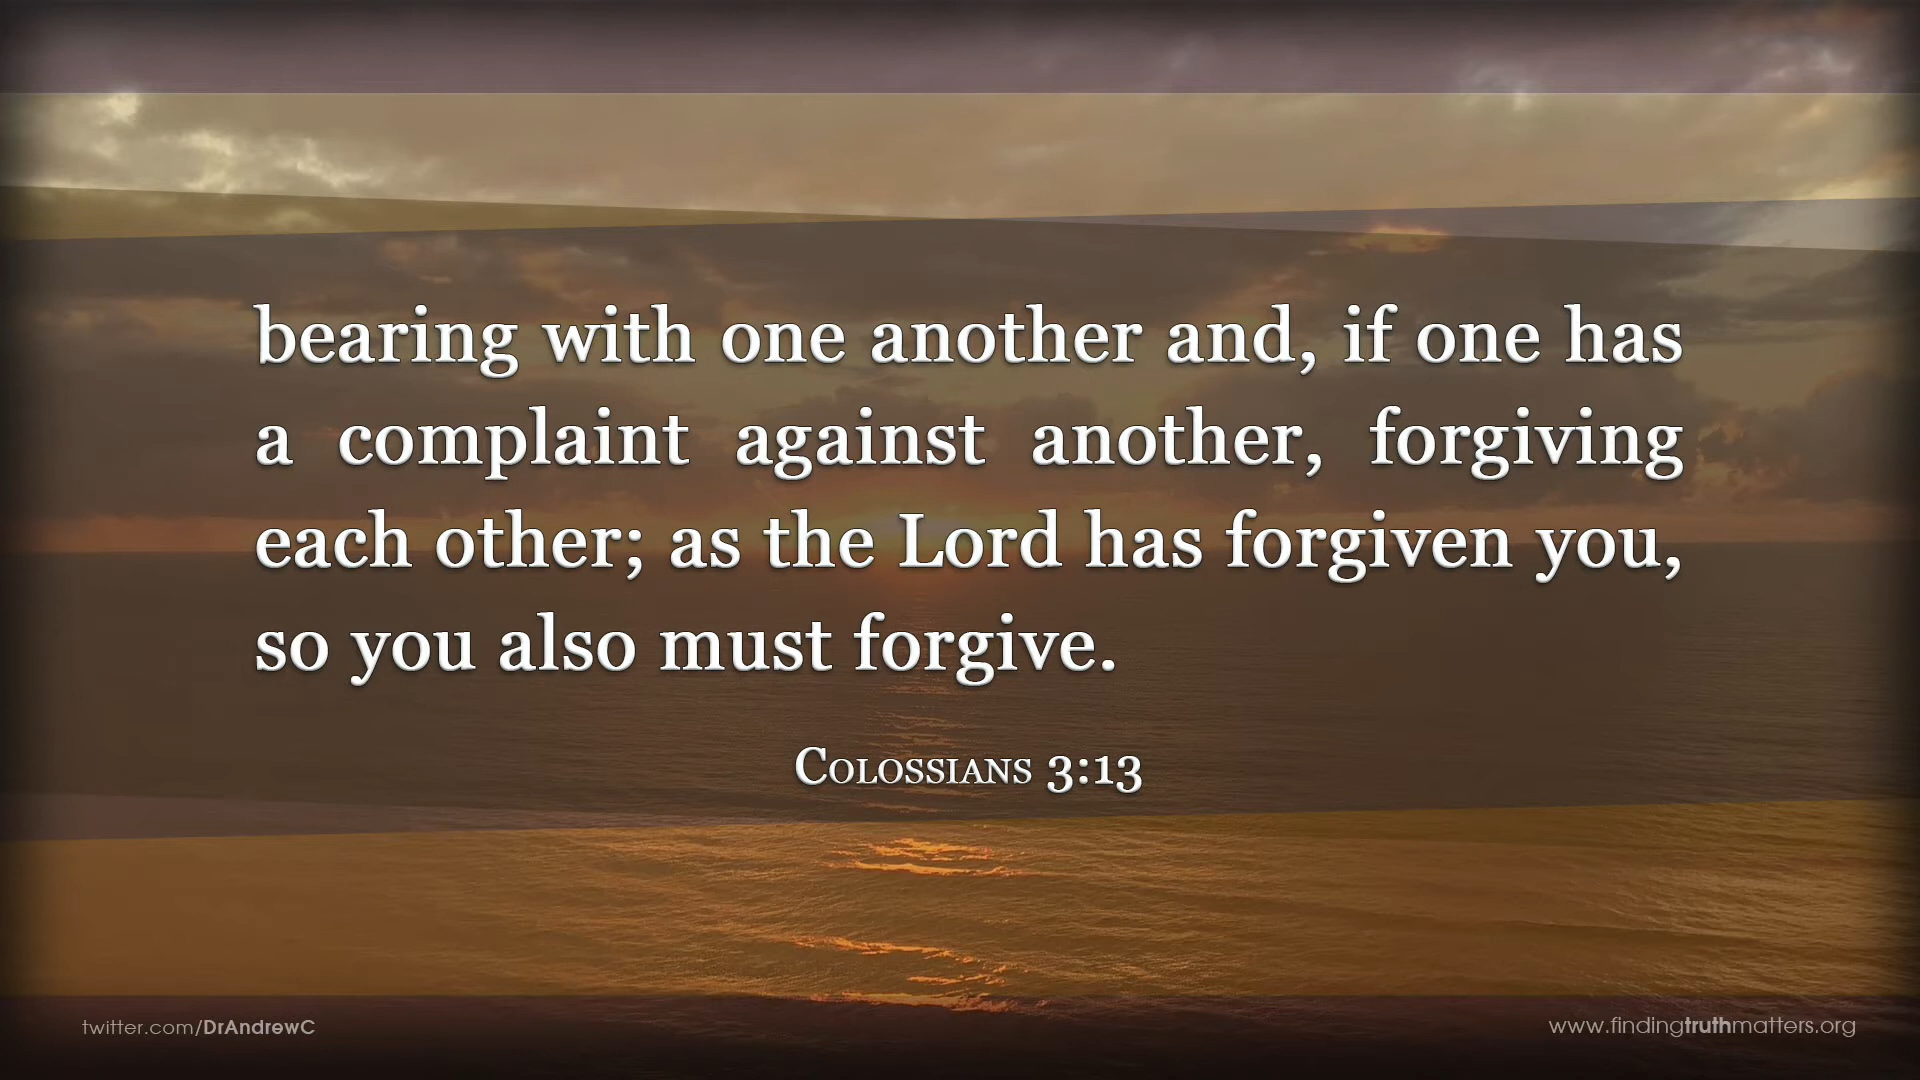 bearing with one another and, if one has
a complaint against another, forgiving
each other; as the Lord has forgiven you,
so you also must forgive.
Colossians 3:13
twitter.com/DrAndrewC
www.findingtruthmatters.org